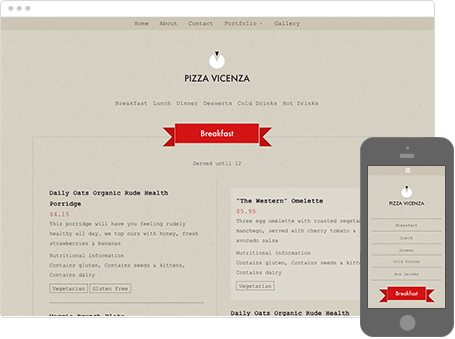 Home About Contact Portfolio Gallery
PIZZA VICENZA
Breakfast Lunch Dinner Desserts Cold Drinks Hot Drinks
Breakfast
Served until 12
Daily Oats Organic Rude Health
Porridge
$4.15
This porridge will have you feeling rudely
healthy all day. we top ours with honey, fresh
strawberries & bananas
Nutritional information
Contains gluten, Contains seeds & kittens,
Contains dairy
Vegetarian Gluten Free
"The Western" Omelette
$5.95
Three egg omelette with roasted vegetab
manchego, served with cherry tomato &
avocado salsa
Nutritional information
Contains gluten, Contains seeds & kitt
Contains dairy
Vegetarian
Veggie Brunch Plate
Daily Oats Organic Rude Health
PIZZA VICENZA
Breakfast
Lunch
Dinner
Cold Drinks
Hot Drinks
Breakfast